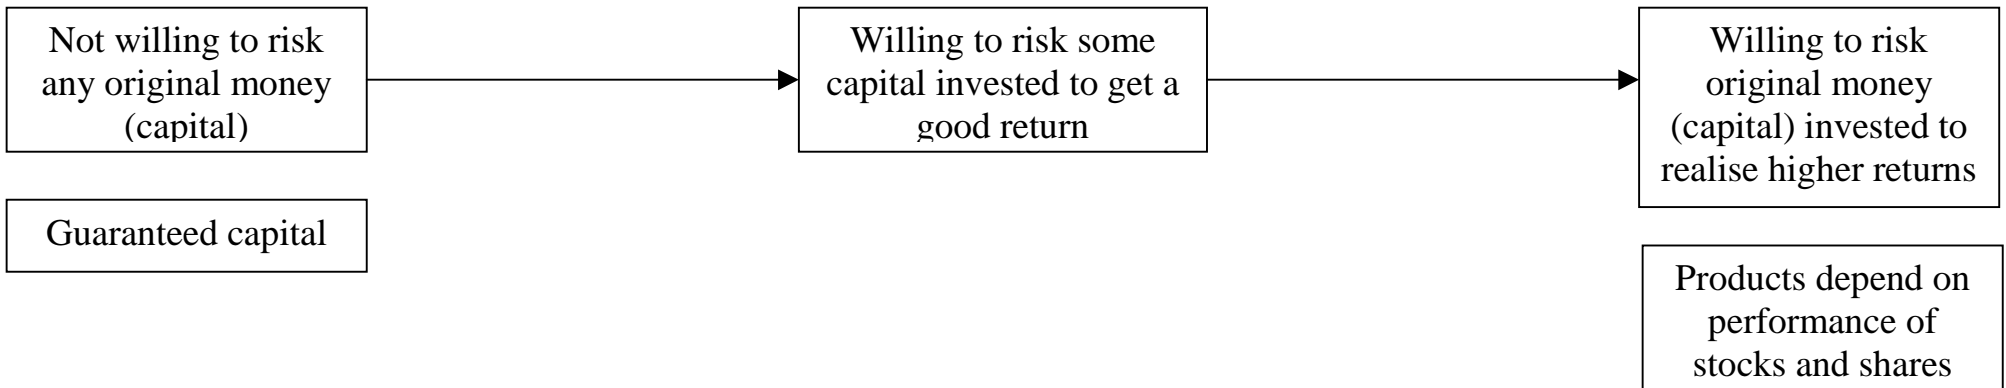 Not willing to risk
any original money
(capital)
Willing to risk some
capital invested to get a
good return
Willing to risk
original money
(capital) invested to
realise higher returns
Guaranteed capital
Products depend on
performance of
stocks and shares